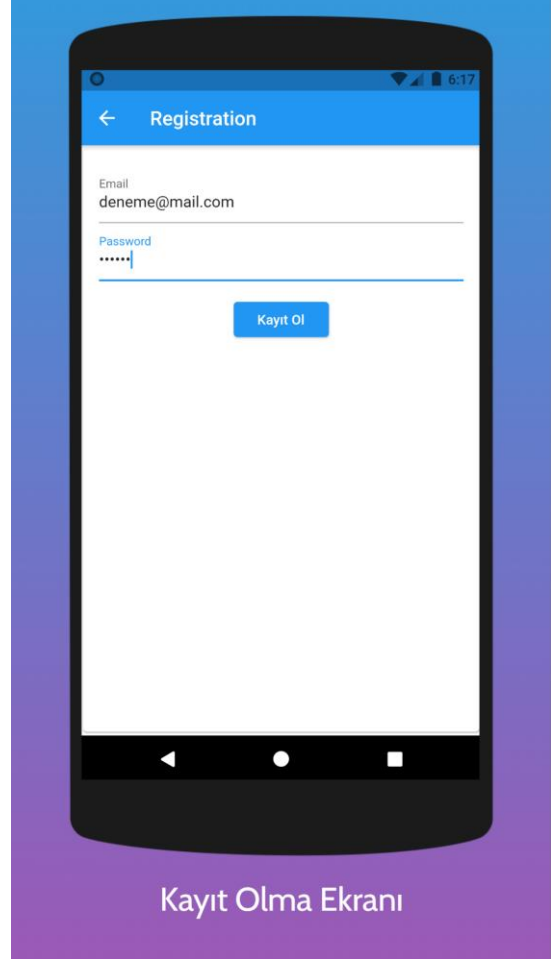 6:17
Registration
Email
deneme@mail.com
Password
••••••
Kayıt Ol
Kayıt Olma Ekranı